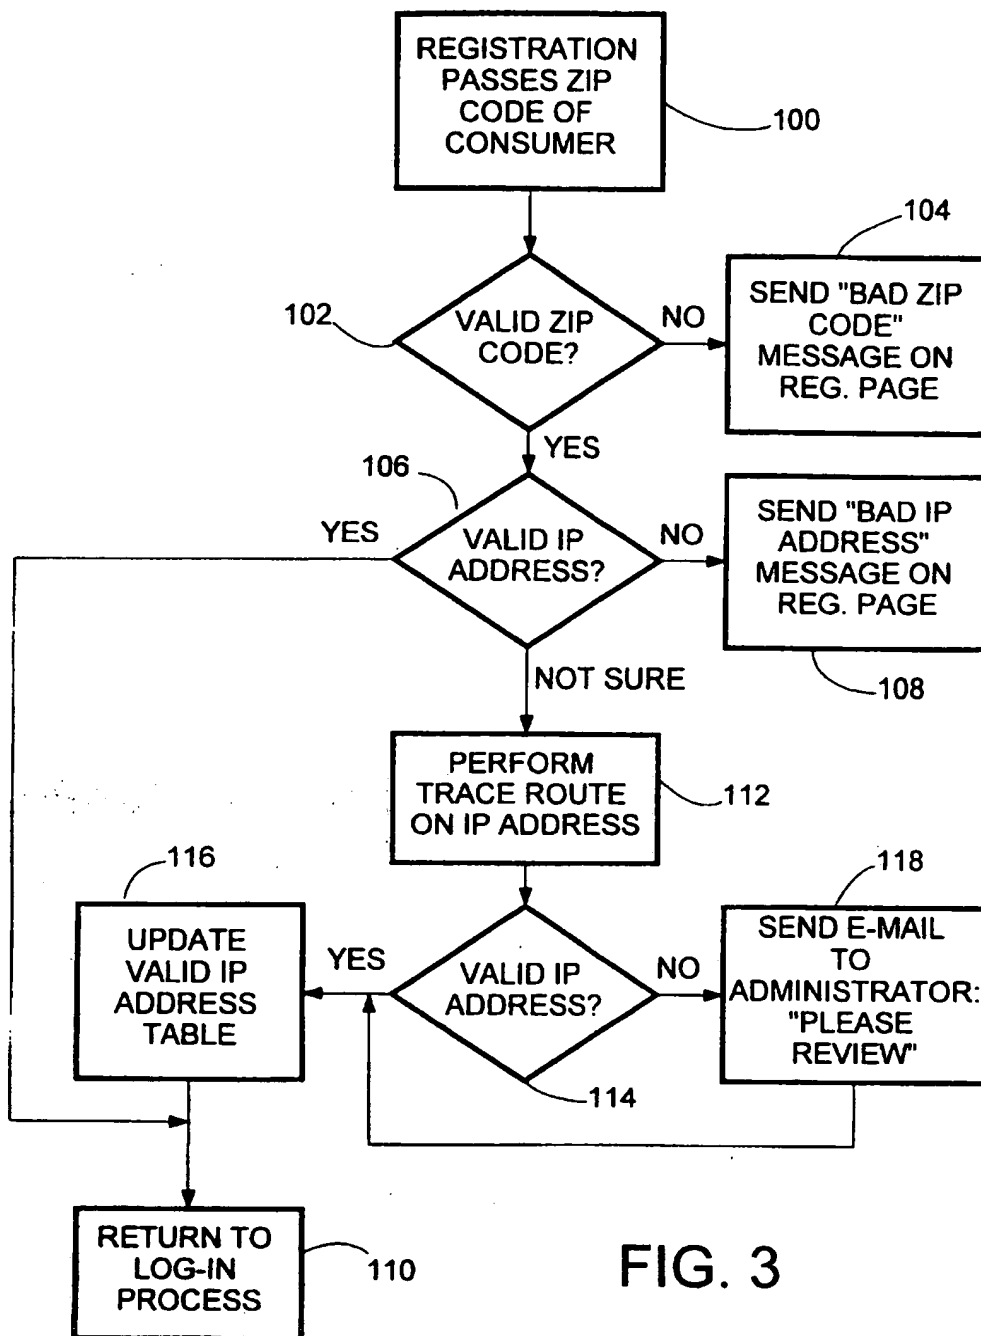 REGISTRATION
PASSES ZIP
CODE OF
CONSUMER
100
104
SEND "BAD ZIP
CODE"
MESSAGE ON
REG. PAGE
102
VALID ZIP
CODE?
NO
YES
106
YES
VALID IP
ADDRESS?
NO
SEND "BAD IP
ADDRESS"
MESSAGE ON
REG. PAGE
108
NOT SURE
PERFORM
TRACE ROUTE
ON IP ADDRESS
112
116
UPDATE
VALID IP
ADDRESS
TABLE
YES
VALID IP
ADDRESS?
NO
118
SEND E-MAIL
TO
ADMINISTRATOR:
"PLEASE
REVIEW"
114
RETURN TO
LOG-IN
PROCESS
110
FIG. 3